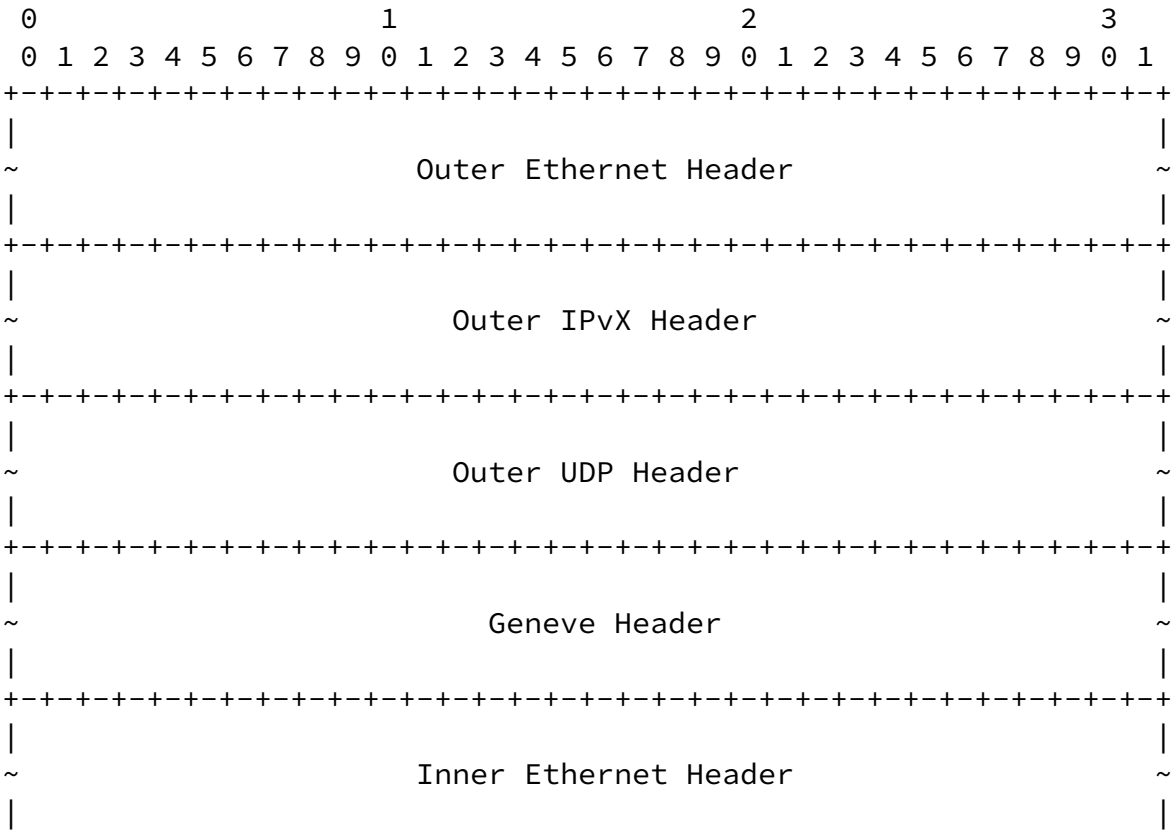 0                   1                   2                   3
 0 1 2 3 4 5 6 7 8 9 0 1 2 3 4 5 6 7 8 9 0 1 2 3 4 5 6 7 8 9 0 1
+-+-+-+-+-+-+-+-+-+-+-+-+-+-+-+-+-+-+-+-+-+-+-+-+-+-+-+-+-+-+-+-+
|                                                               |
~                      Outer Ethernet Header                    ~
|                                                               |
+-+-+-+-+-+-+-+-+-+-+-+-+-+-+-+-+-+-+-+-+-+-+-+-+-+-+-+-+-+-+-+-+
|                                                               |
~                        Outer IPvX Header                      ~
|                                                               |
+-+-+-+-+-+-+-+-+-+-+-+-+-+-+-+-+-+-+-+-+-+-+-+-+-+-+-+-+-+-+-+-+
|                                                               |
~                        Outer UDP Header                       ~
|                                                               |
+-+-+-+-+-+-+-+-+-+-+-+-+-+-+-+-+-+-+-+-+-+-+-+-+-+-+-+-+-+-+-+-+
|                                                               |
~                          Geneve Header                        ~
|                                                               |
+-+-+-+-+-+-+-+-+-+-+-+-+-+-+-+-+-+-+-+-+-+-+-+-+-+-+-+-+-+-+-+-+
|                                                               |
~                      Inner Ethernet Header                    ~
|                                                               |